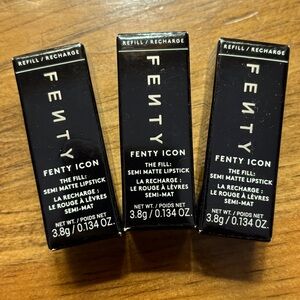 REFILL / RECHARGE
FENTY
FENTY ICON
THE FILL:
SEMI MATTE LIPSTICK
LA RECHARGE :
LE ROUGE À LÈVRES
SEMI-MAT
NET WT. / POIDS NET
3.8g / 0.134 OZ.
REFILL / RECHARGE
FENTY
FENTY ICON
THE FILL:
SEMI MATTE LIPSTICK
LA RECHARGE :
LE ROUGE À LÈVRES
SEMI-MAT
NET WT. / POIDS NET
3.8g / 0.134 OZ.
REFILL / RECHARGE
FENTY
FENTY ICON
THE FILL:
SEMI MATTE LIPSTICK
LA RECHARGE :
LE ROUGE À LÈVRES
SEMI-MAT
NET WT. / POIDS NET
3.8g / 0.134 OZ.